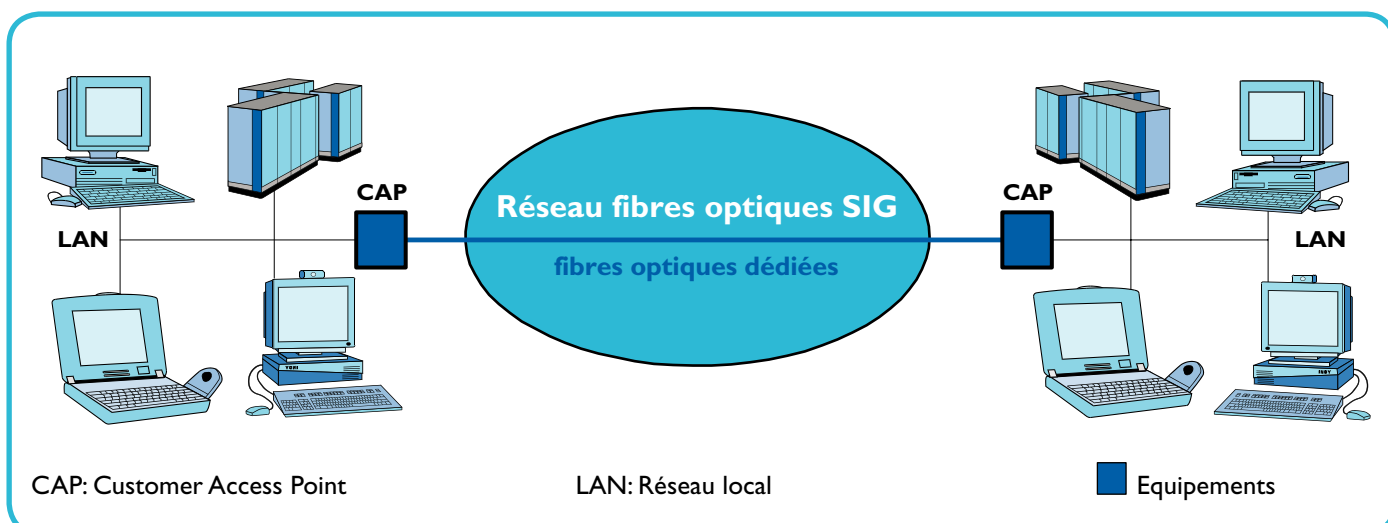 CAP
CAP
Réseau fibres optiques SIG
LAN
LAN
fibres optiques dédiées
CAP: Customer Access Point
LAN: Réseau local
Equipements